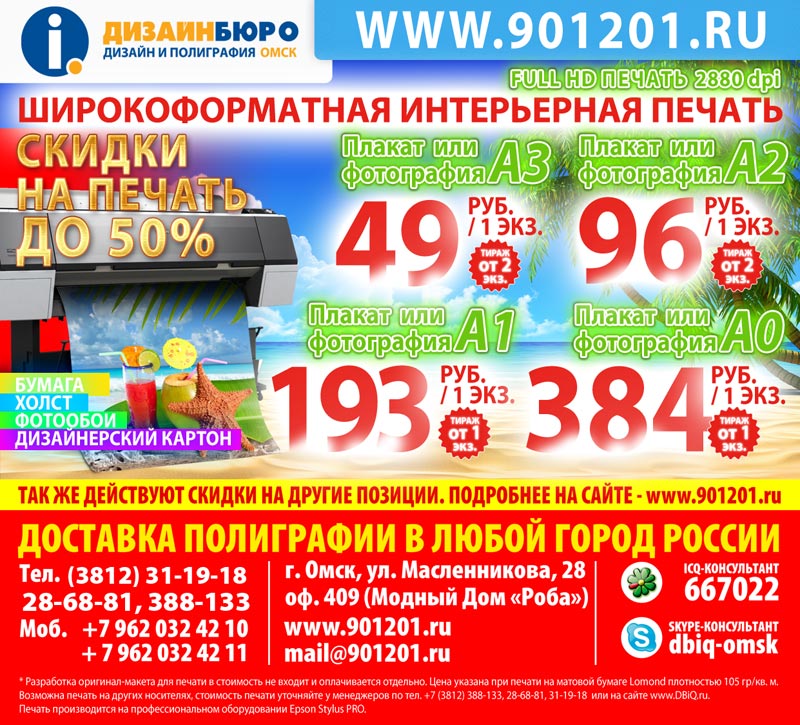 i.
ДИЗАЙНБЮРО
ДИЗАЙН И ПОЛИГРАФИЯ ОМСК
WWW.901201.RU
FULL HD ПЕЧАТЬ 2880 dpi
ШИРОКОФОРМАТНАЯ ИНТЕРЬЕРНАЯ ПЕЧАТЬ
СКИДКИ
НА ПЕЧАТЬ
ДО 50%
Плакат или
фотография А3
49 РУБ.
/ 1 ЭКЗ.
ТИРАЖ
от 2
экз.
Плакат или
фотография А2
96 РУБ.
/ 1 ЭКЗ.
ТИРАЖ
от 2
экз.
Плакат или
фотография А1
193 РУБ.
/ 1 ЭКЗ.
ТИРАЖ
от 1
экз.
Плакат или
фотография А0
384 РУБ.
/ 1 ЭКЗ.
ТИРАЖ
от 1
экз.
БУМАГА
ХОЛСТ
ФОТООБОИ
ДИЗАЙНЕРСКИЙ КАРТОН
ТАК ЖЕ ДЕЙСТВУЮТ СКИДКИ НА ДРУГИЕ ПОЗИЦИИ. ПОДРОБНЕЕ НА САЙТЕ - www.901201.ru
ДОСТАВКА ПОЛИГРАФИИ В ЛЮБОЙ ГОРОД РОССИИ
Тел. (3812) 31-19-18
28-68-81, 388-133
Моб. +7 962 032 42 10
+ 7 962 032 42 11
г. Омск, ул. Масленникова, 28
оф. 409 (Модный Дом «Роба»)
www.901201.ru
mail@901201.ru
ICQ-КОНСУЛЬТАНТ
667022
SKYPE-КОНСУЛЬТАНТ
dbiq-omsk
* Разработка оригинал-макета для печати в стоимость не входит и оплачивается отдельно. Цена указана при печати на матовой бумаге Lomond плотностью 105 гр/кв. м.
Возможна печать на других носителях, стоимость печати уточняйте у менеджеров по тел. +7 (3812) 388-133, 28-68-81, 31-19-18 или на сайте www.DBiQ.ru.
Печать производится на профессиональном оборудовании Epson Stylus PRO.